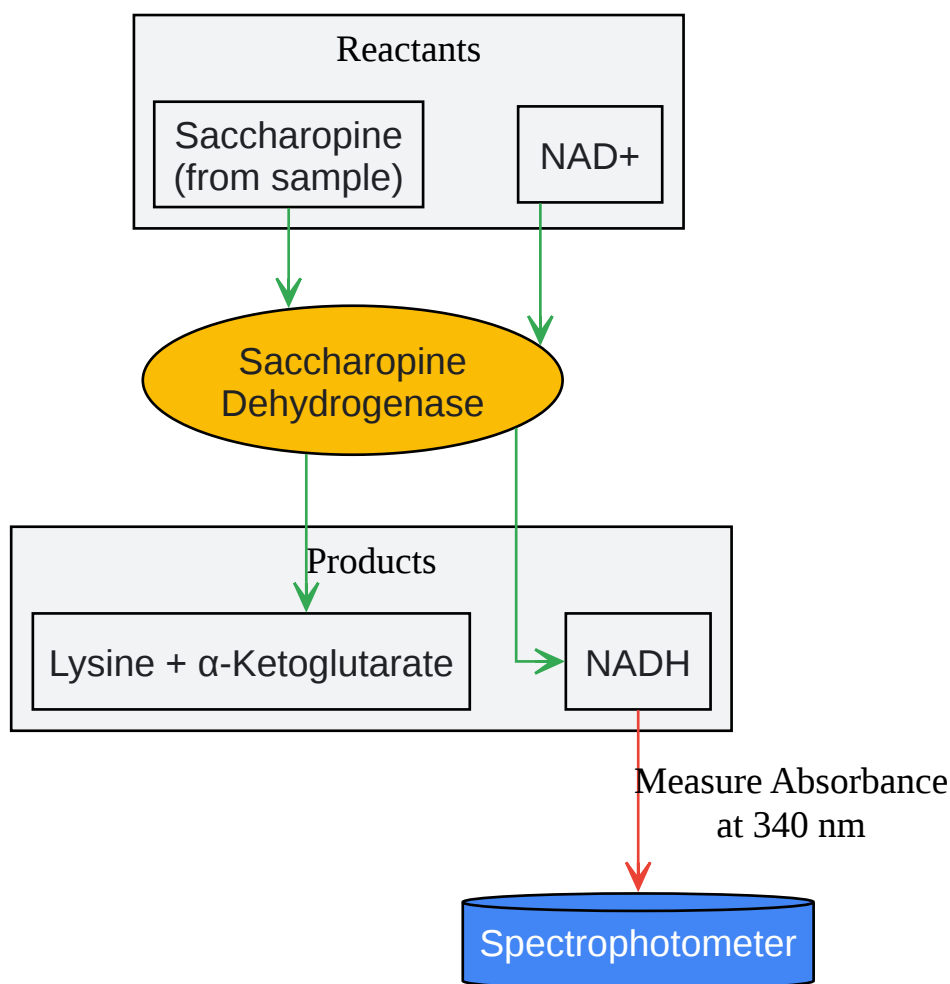 Reactants
Saccharopine
(from sample)
NAD+
Saccharopine
Dehydrogenase
Products
Lysine + α-Ketoglutarate
NADH
Measure Absorbance
at 340 nm
Spectrophotometer